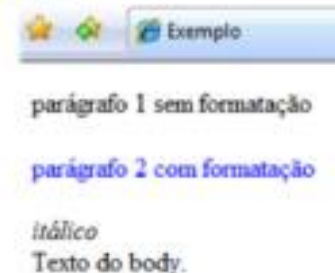 Exemplo
parágrafo 1 sem formatação
parágrafo 2 com formatação
itálico
Texto do body.